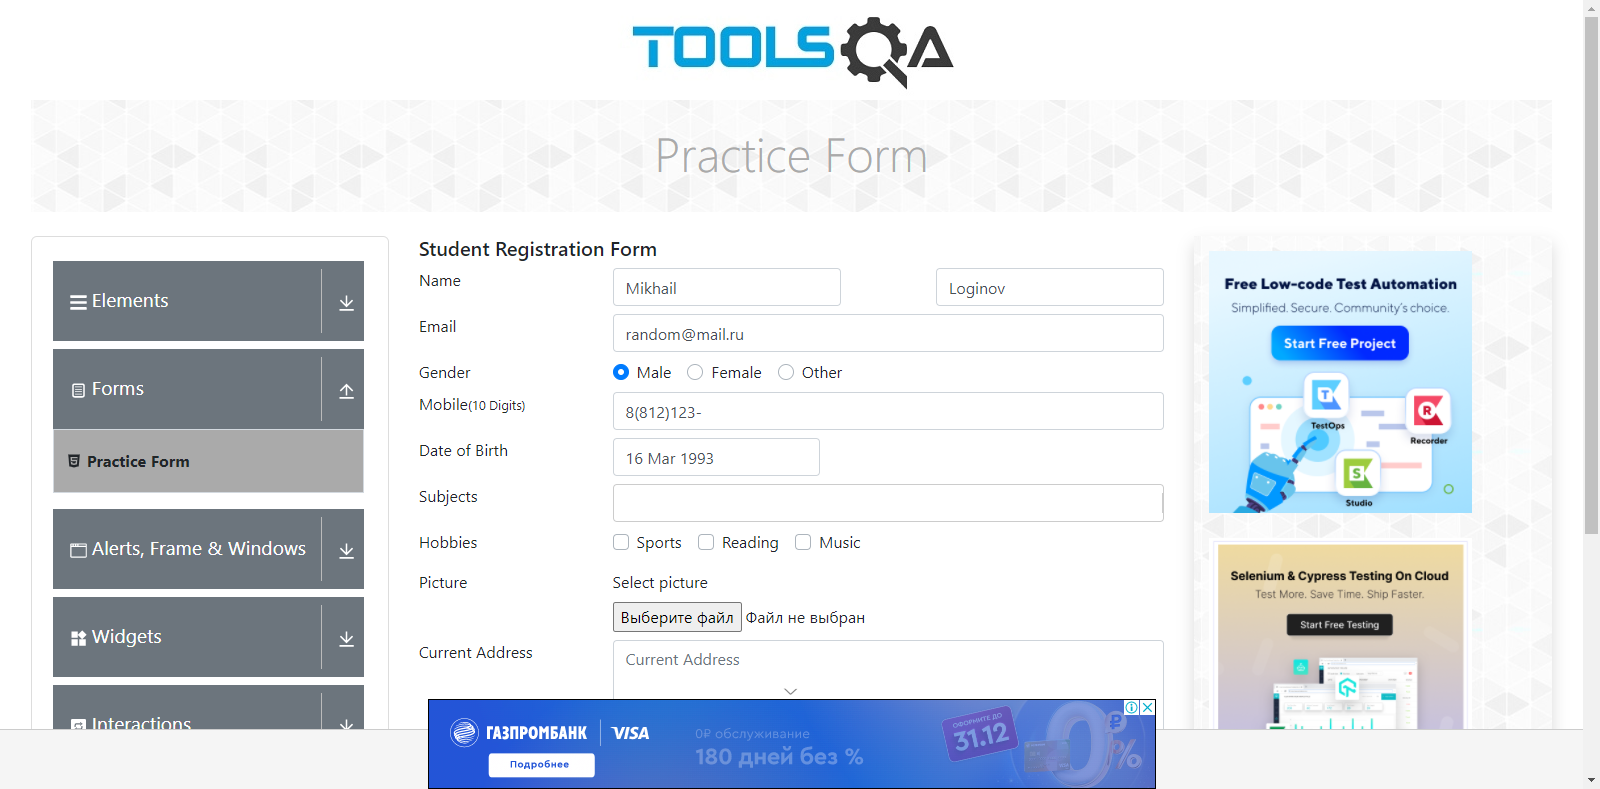 TOOLSQA
Practice Form
Elements
Forms
Practice Form
Alerts, Frame & Windows
Widgets
Interactions
Student Registration Form
Name
Mikhail
Loginov
Email
random@mail.ru
Gender
Male
Female
Other
Mobile(10 Digits)
8(812)123-
Date of Birth
16 Mar 1993
Subjects
Hobbies
Sports
Reading
Music
Picture
Select picture
Выберите файл Файл не выбран
Current Address
Current Address
Free Low-code Test Automation
Simplified. Secure. Community's choice.
Start Free Project
TestOps
Recorder
Studio
Selenium & Cypress Testing On Cloud
Test More. Save Time. Ship Faster.
Start Free Testing
ГАЗПРОМБАНК
VISA
Подробнее
0₽ обслуживание
180 дней без %
ОФОРМИТЕ ДО
31.12
0₽%